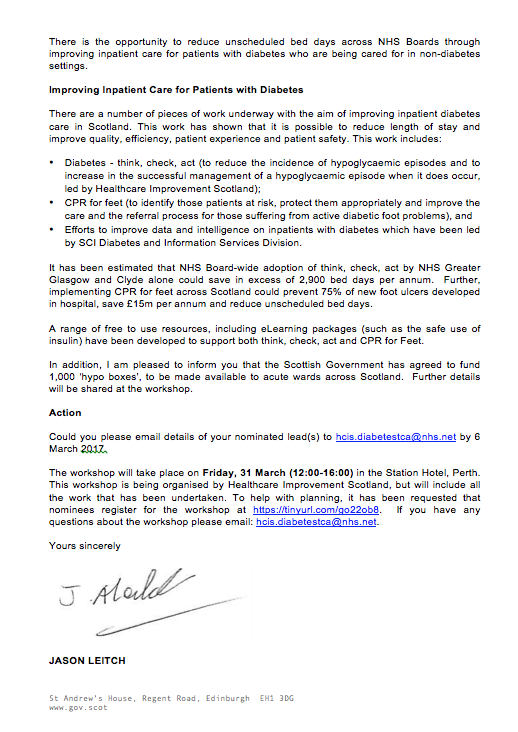 There is the opportunity to reduce unscheduled bed days across NHS Boards through
improving inpatient care for patients with diabetes who are being cared for in non-diabetes
settings.
Improving Inpatient Care for Patients with Diabetes
There are a number of pieces of work underway with the aim of improving inpatient diabetes
care in Scotland. This work has shown that it is possible to reduce length of stay and
improve quality, efficiency, patient experience and patient safety. This work includes:
• Diabetes - think, check, act (to reduce the incidence of hypoglycaemic episodes and to
increase in the successful management of a hypoglycaemic episode when it does occur,
led by Healthcare Improvement Scotland);
• CPR for feet (to identify those patients at risk, protect them appropriately and improve the
care and the referral process for those suffering from active diabetic foot problems), and
• Efforts to improve data and intelligence on inpatients with diabetes which have been led
by SCI Diabetes and Information Services Division.
It has been estimated that NHS Board-wide adoption of think, check, act by NHS Greater
Glasgow and Clyde alone could save in excess of 2,900 bed days per annum. Further,
implementing CPR for feet across Scotland could prevent 75% of new foot ulcers developed
in hospital, save £15m per annum and reduce unscheduled bed days.
A range of free to use resources, including eLearning packages (such as the safe use of
insulin) have been developed to support both think, check, act and CPR for Feet.
In addition, I am pleased to inform you that the Scottish Government has agreed to fund
1,000 'hypo boxes', to be made available to acute wards across Scotland. Further details
will be shared at the workshop.
Action
Could you please email details of your nominated lead(s) to hcis.diabetestca@nhs.net by 6
March 2017.
The workshop will take place on Friday, 31 March (12:00-16:00) in the Station Hotel, Perth.
This workshop is being organised by Healthcare Improvement Scotland, but will include all
the work that has been undertaken. To help with planning, it has been requested that
nominees register for the workshop at https://tinyurl.com/go22ob8. If you have any
questions about the workshop please email: hcis.diabetestca@nhs.net.
Yours sincerely
JASON LEITCH
St Andrew's House, Regent Road, Edinburgh EH1 3DG
www.gov.scot